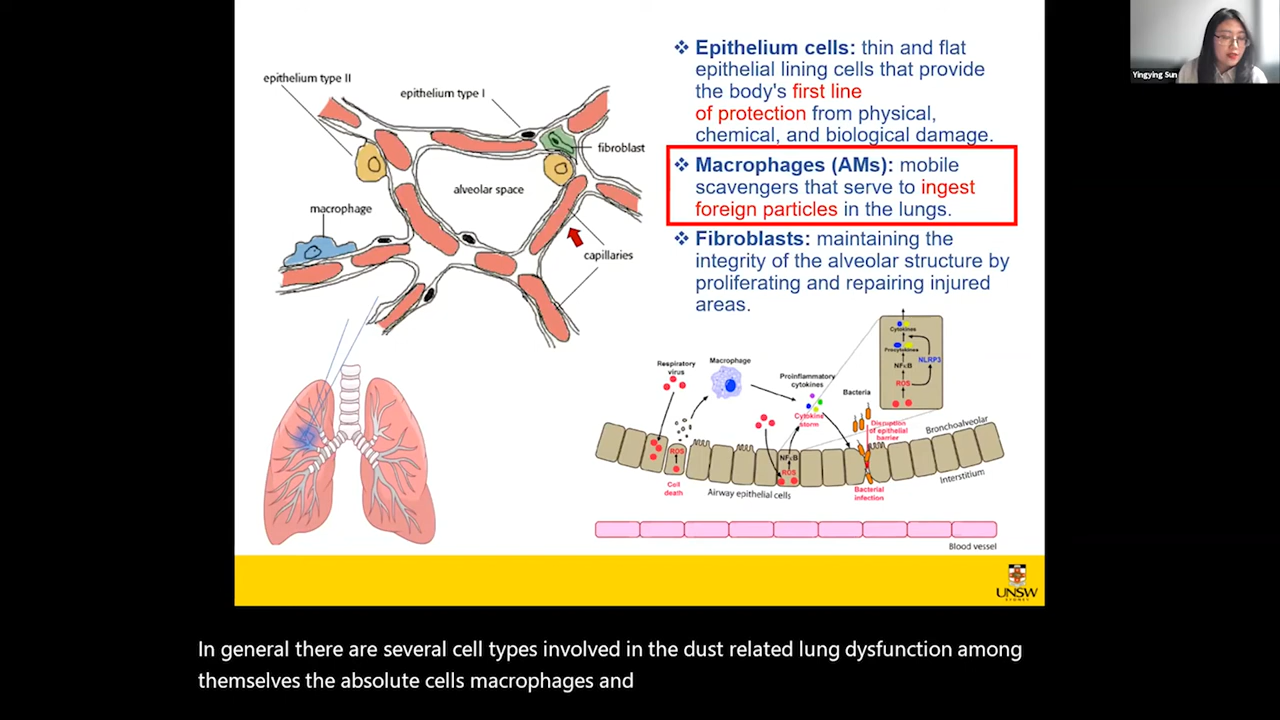 ❖ Epithelium cells: thin and flat
epithelial lining cells that provide
the body's first line
of protection from physical,
chemical, and biological damage.
❖ Macrophages (AMs): mobile
scavengers that serve to ingest
foreign particles in the lungs.
❖ Fibroblasts: maintaining the
integrity of the alveolar structure by
proliferating and repairing injured
areas.
epithelium type II
epithelium type I
fibroblast
alveolar space
macrophage
capillaries
Respiratory
virus
Macrophage
Proinflammatory
cytokines
Cytokine
storm
Bacteria
Disruption
of epithelial
barrier
Bronchoalveolar
Cytokines
Procytokines
NLRP3
NFκB
ROS
ROS
NFκB
ROS
Cell
death
Airway epithelial cells
Bacterial
infection
Interstitium
Blood vessel
UNSW
SYDNEY
Yingying Sun
In general there are several cell types involved in the dust related lung dysfunction among
themselves the absolute cells macrophages and